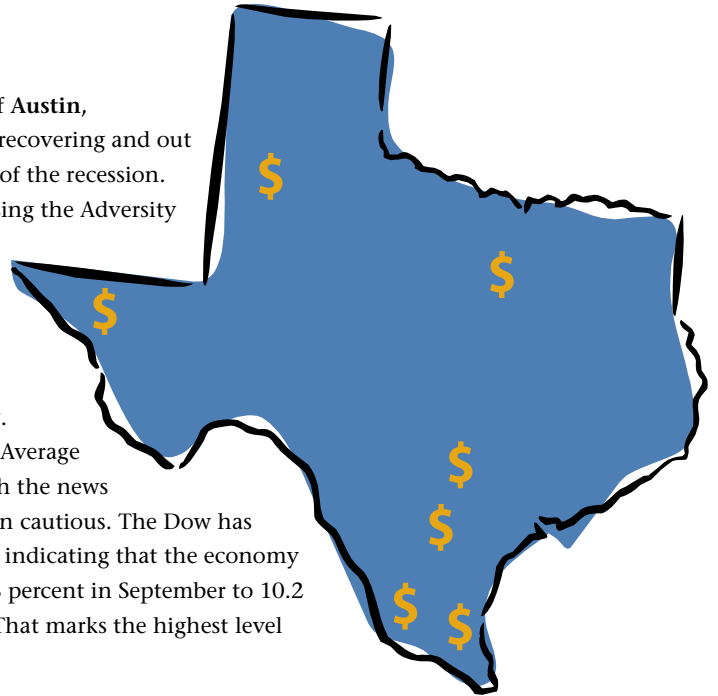 Austin,
recovering and out
$
of the recession.
sing the Adversity
$
$
$
Average
h the news
n cautious. The Dow has
$
indicating that the economy
percent in September to 10.2
$
$
That marks the highest level